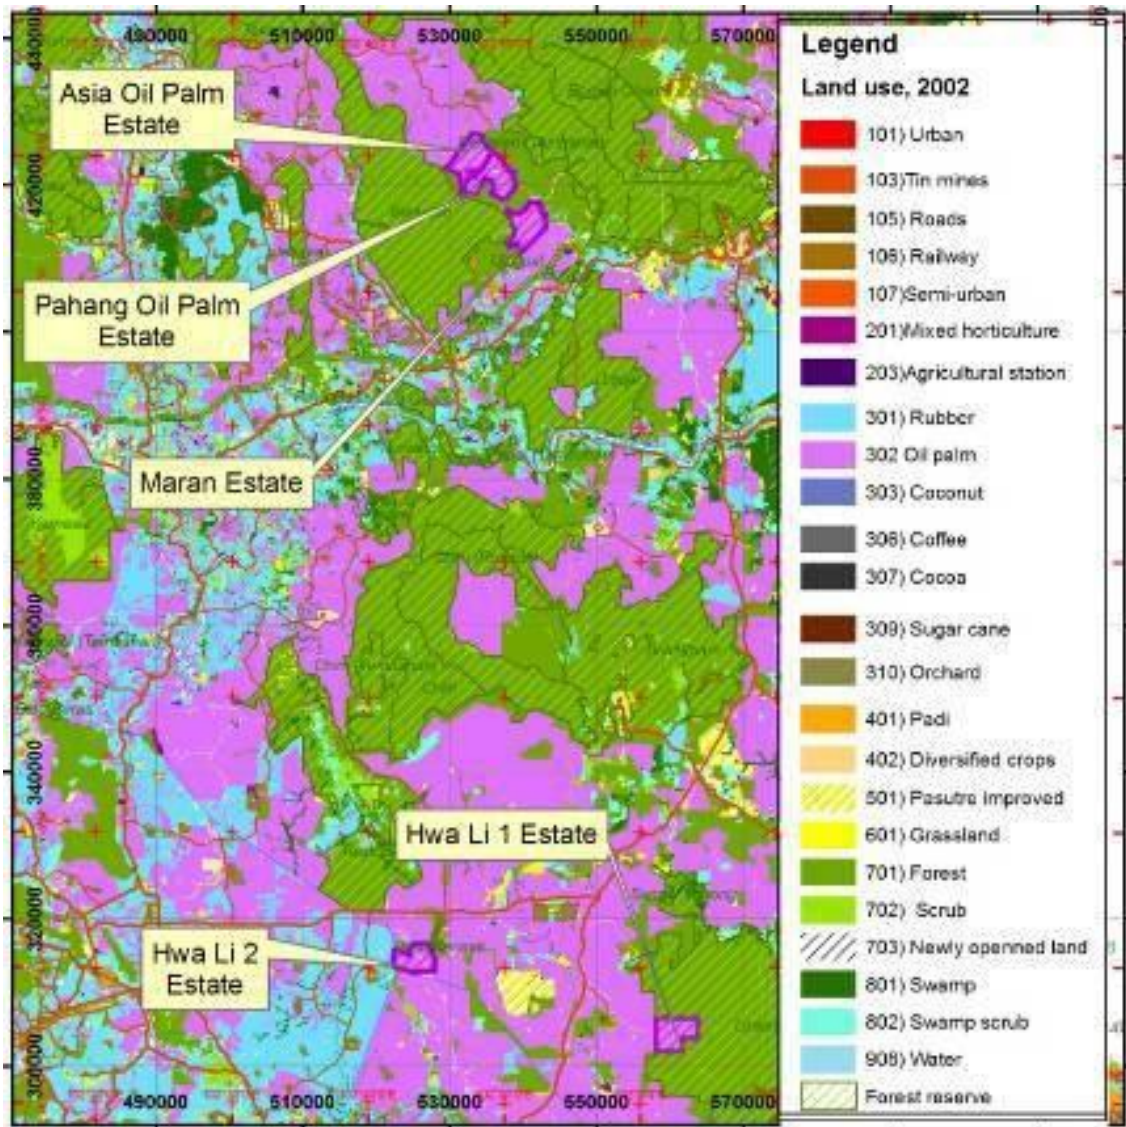 490000
510000
530000
550000
570000
440000
420000
380000
360000
340000
320000
300000
Asia Oil Palm
Estate
Pahang Oil Palm
Estate
Maran Estate
Hwa Li 1 Estate
Hwa Li 2
Estate
490000
510000
530000
550000
570000
Legend
Land use, 2002
101) Urban
103)Tin mines
105) Roads
106) Railway
107)Semi-urban
201)Mixed horticulture
203)Agricultural station
301) Rubber
302 Oil palm
303) Coconut
306) Coffee
307) Cocoa
309) Sugar cane
310) Orchard
401) Padi
402) Diversified crops
501) Pasutre improved
601) Grassland
701) Forest
702) Scrub
703) Newly openned land
801) Swamp
802) Swamp scrub
908) Water
Forest reserve